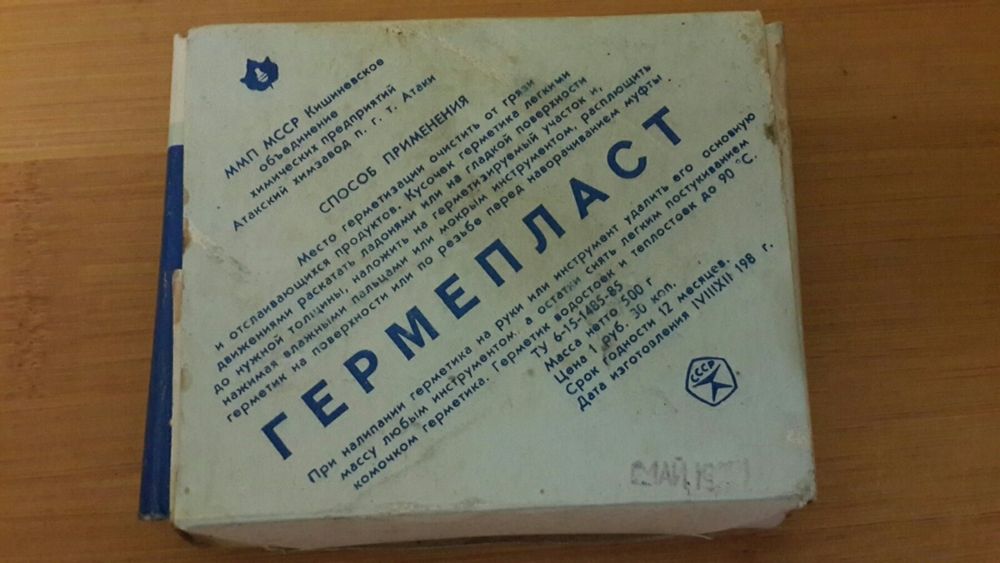 ММП МССР Кишиневское
объединение
химических предприятий
Атакский химзавод п. г. т. Атаки
СПОСОБ ПРИМЕНЕНИЯ
Место герметизации очистить от грязи
и отслаивающихся продуктов. Кусочек герметика легкими
движениями раскатать ладонями или на гладкой поверхности
до нужной толщины, наложить на герметизируемый участок и,
нажимая влажными пальцами или мокрым инструментом, расплющить
герметик на поверхности или по резьбе перед наворачиванием муфты
ГЕРМЕПЛАСТ
При налипании герметика на руки или инструмент удалить его основную
массу любым инструментом, а остатки снять легким постукиванием
комочком герметика. Герметик водостоек и теплостоек до 90 °С.
ТУ 6-15-1485-85
Масса нетто 500 г
Цена 1 руб. 30 коп.
Срок годности 12 месяцев.
Дата изготовления IVIIIXII 198 г.
СССР
МАЙ